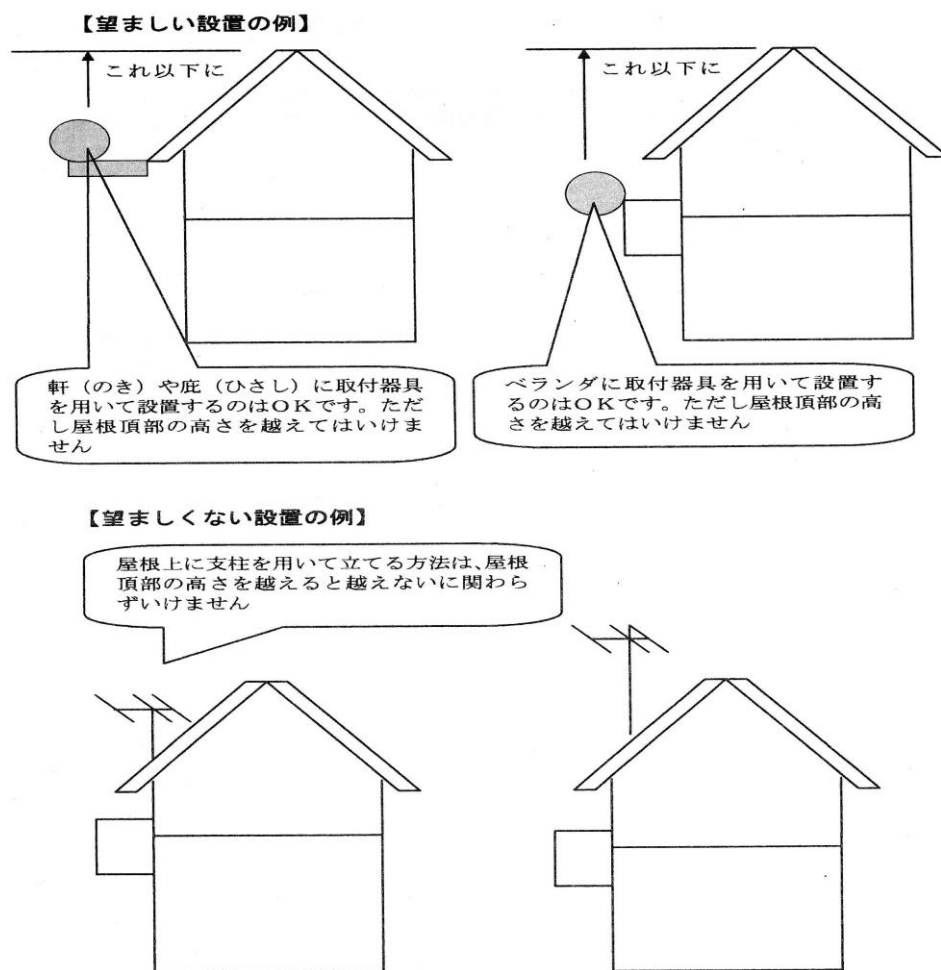 【望ましい設置の例】
これ以下に
これ以下に
軒（のき）や庇（ひさし）に取付器具
を用いて設置するのはＯＫです。ただ
し屋根頂部の高さを越えてはいけま
せん
ベランダに取付器具を用いて設置す
るのはＯＫです。ただし屋根頂部の高
さを越えてはいけません
【望ましくない設置の例】
屋根上に支柱を用いて立てる方法は、屋根
頂部の高さを越えると越えないに関わら
ずいけません